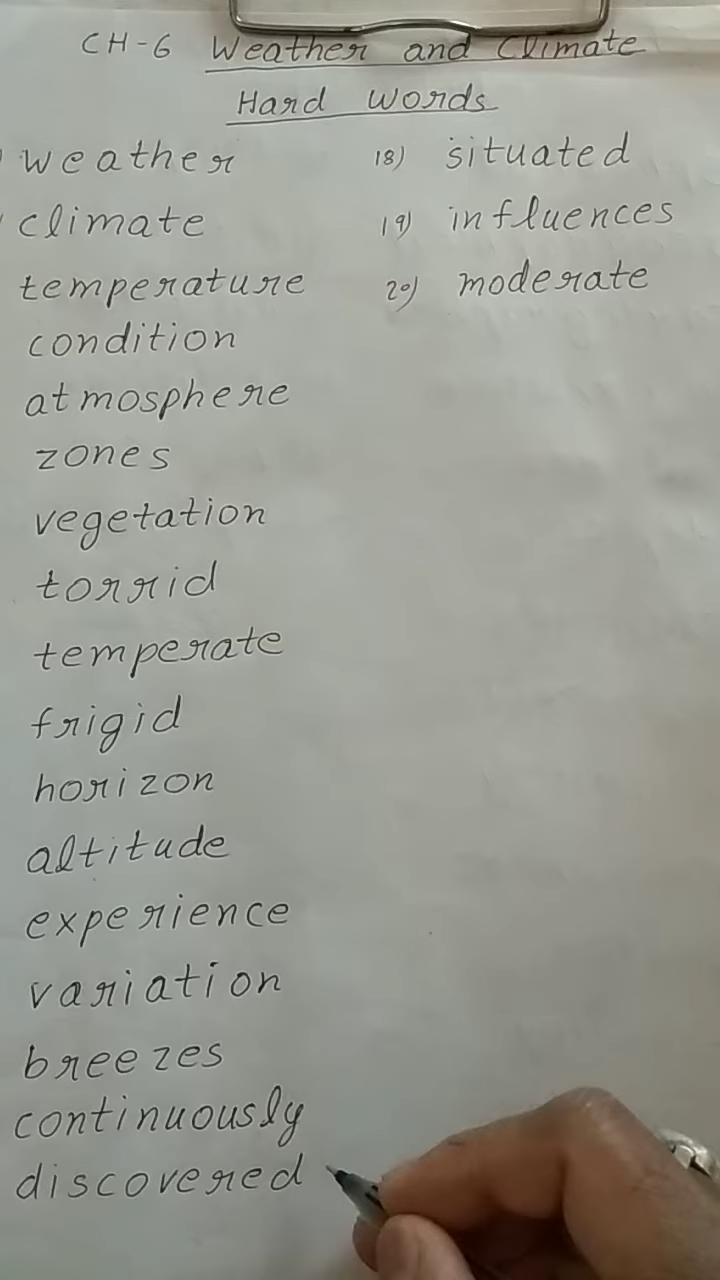 CH-6 Weather and Climate
Hard Words
weather
climate
temperature
condition
atmosphere
zones
vegetation
torrid
temperate
frigid
horizon
altitude
experience
variation
breezes
continuously
discovered
18) situated
19) influences
20) moderate